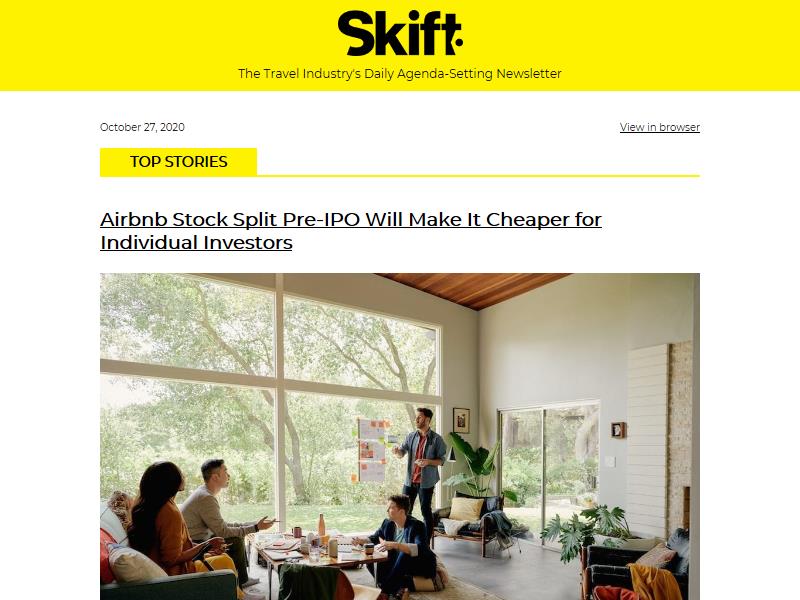 Skift
The Travel Industry's Daily Agenda-Setting Newsletter
October 27, 2020
View in browser
TOP STORIES
Airbnb Stock Split Pre-IPO Will Make It Cheaper for
Individual Investors